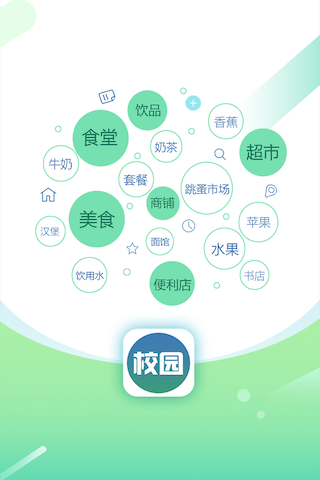 饮品
香蕉
食堂
奶茶
超市
牛奶
套餐
跳蚤市场
商铺
美食
苹果
汉堡
面馆
水果
饮用水
便利店
书店
校园